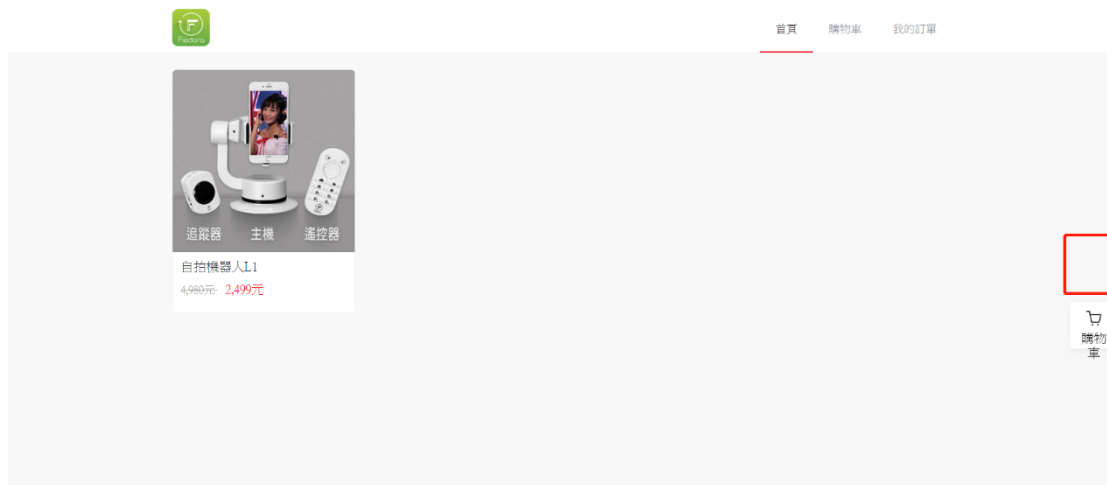 Fiedora
首頁 購物車 我的訂單
追蹤器 主機 遙控器
自拍機器人L1
4,980元 2,499元
購物
車